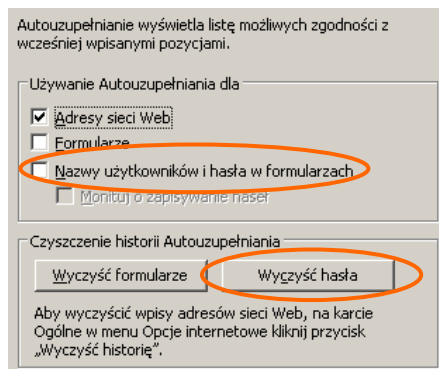 Autouzupełnianie wyświetla listę możliwych zgodności z
wcześniej wpisanymi pozycjami.
Używanie Autouzupełniania dla
Adresy sieci Web
Formularze
Nazwy użytkowników i hasła w formularzach
Monituj o zapisywanie haseł
Czyszczenie historii Autouzupełniania
Wyczyść formularze
Wyczyść hasła
Aby wyczyścić wpisy adresów sieci Web, na karcie
Ogólne w menu Opcje internetowe kliknij przycisk
„Wyczyść historię”.